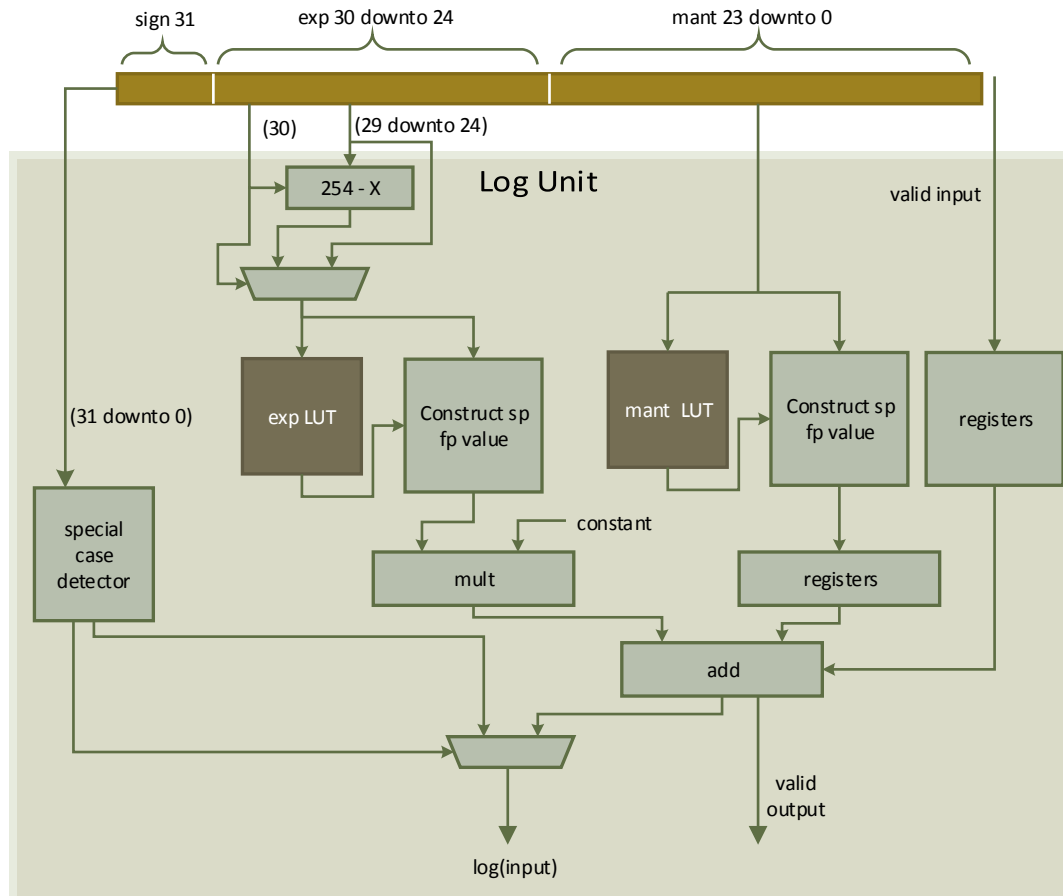 sign 31
exp 30 downto 24
mant 23 downto 0
(30)
(29 downto 24)
254 - X
Log Unit
valid input
(31 downto 0)
exp LUT
Construct sp
fp value
mant LUT
Construct sp
fp value
registers
special
case
detector
constant
mult
registers
add
valid
output
log(input)